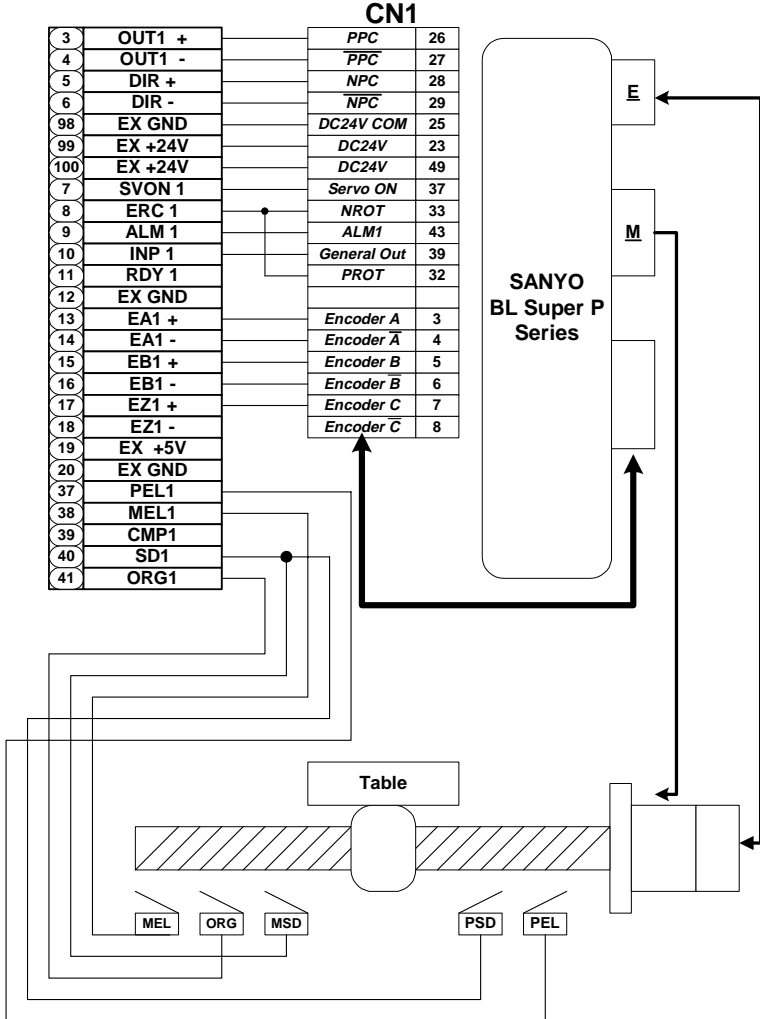 CN1
3 OUT1 + PPC 26
4 OUT1 - P̅P̅C̅ 27
5 DIR + NPC 28
6 DIR - N̅P̅C̅ 29
98 EX GND DC24V COM 25
99 EX +24V DC24V 23
100 EX +24V DC24V 49
7 SVON 1 Servo ON 37
8 ERC 1 NROT 33
9 ALM 1 ALM1 43
10 INP 1 General Out 39
11 RDY 1 PROT 32
12 EX GND
13 EA1 + Encoder A 3
14 EA1 - Encoder A̅ 4
15 EB1 + Encoder B 5
16 EB1 - Encoder B̅ 6
17 EZ1 + Encoder C 7
18 EZ1 - Encoder C̅ 8
19 EX +5V
20 EX GND
37 PEL1
38 MEL1
39 CMP1
40 SD1
41 ORG1
E
M
SANYO
BL Super P
Series
Table
MEL ORG MSD PSD PEL